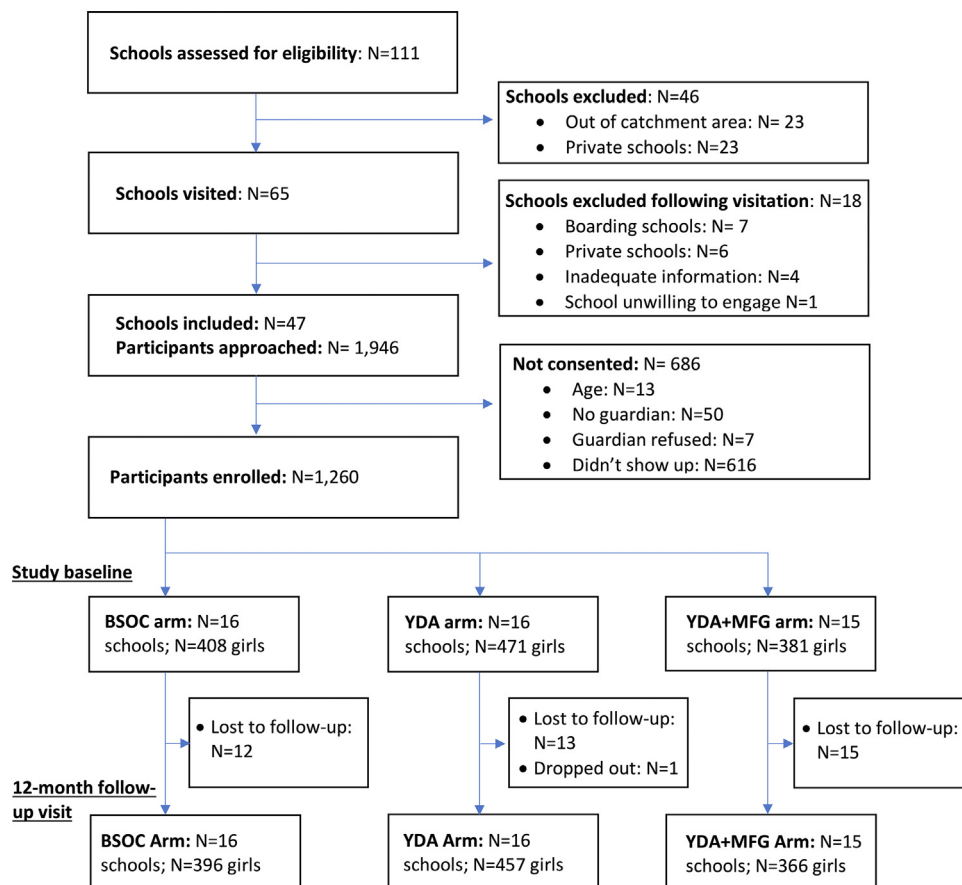 Schools assessed for eligibility: N=111
Schools excluded: N=46
• Out of catchment area: N= 23
• Private schools: N=23
Schools visited: N=65
Schools excluded following visitation: N=18
• Boarding schools: N= 7
• Private schools: N=6
• Inadequate information: N=4
• School unwilling to engage N=1
Schools included: N=47
Participants approached: N= 1,946
Not consented: N= 686
• Age: N=13
• No guardian: N=50
• Guardian refused: N=7
• Didn't show up: N=616
Participants enrolled: N=1,260
Study baseline
BSOC arm: N=16
schools; N=408 girls
YDA arm: N=16
schools; N=471 girls
YDA+MFG arm: N=15
schools; N=381 girls
• Lost to follow-up:
N=12
• Lost to follow-up:
N=13
• Dropped out: N=1
• Lost to follow-up:
N=15
12-month follow-
up visit
BSOC Arm: N=16
schools; N=396 girls
YDA Arm: N=16
schools; N=457 girls
YDA+MFG Arm: N=15
schools; N=366 girls